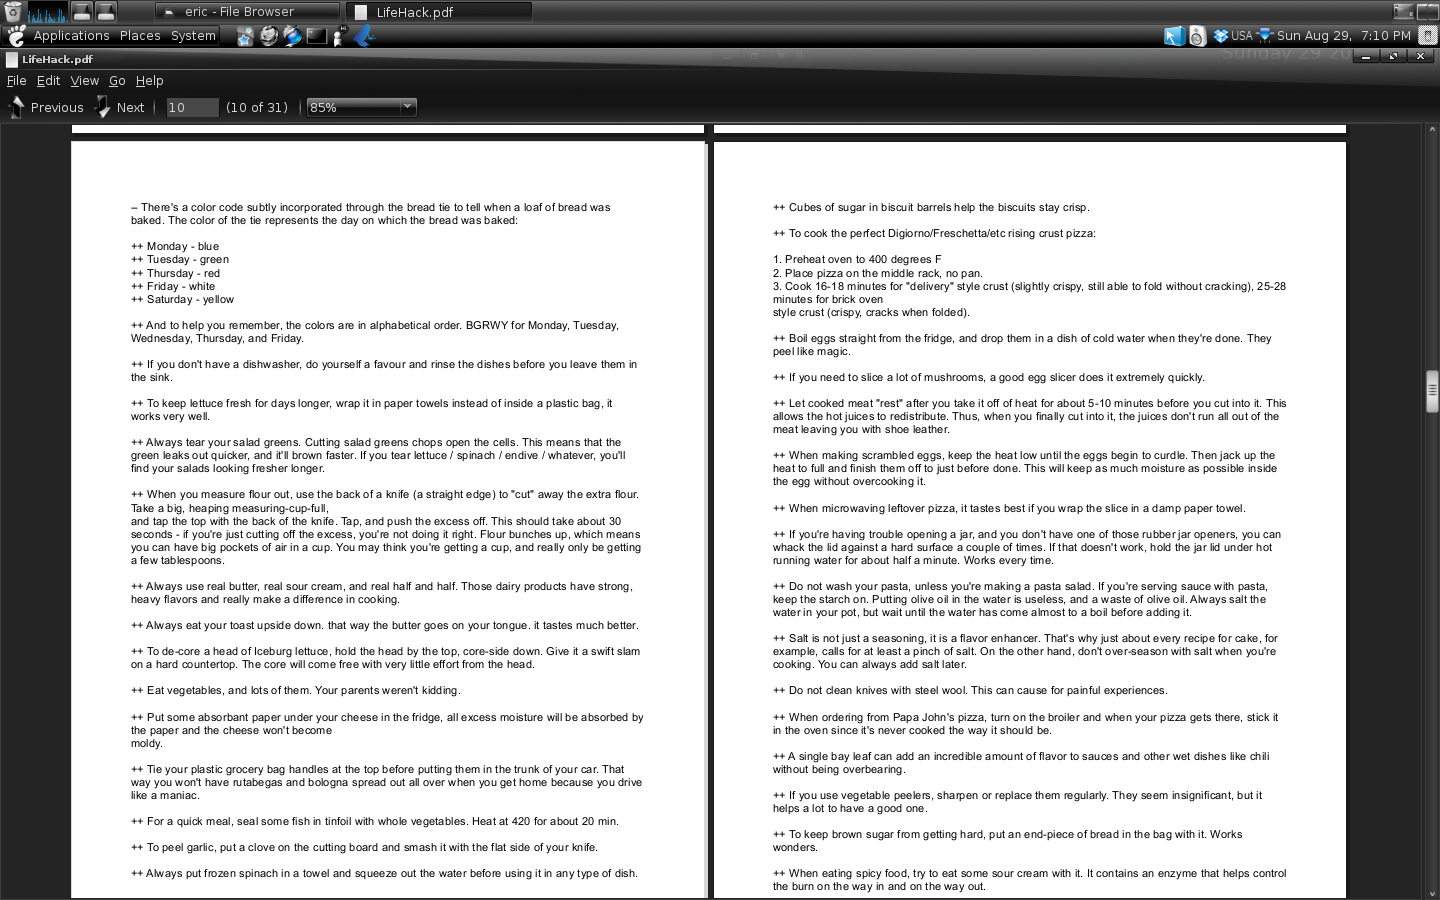 eric - File Browser
LifeHack.pdf
Applications Places System
USA Sun Aug 29, 7:10 PM
LifeHack.pdf
Sunday 29 20
File Edit View Go Help
Previous Next 10 (10 of 31) 85%
– There's a color code subtly incorporated through the bread tie to tell when a loaf of bread was
baked. The color of the tie represents the day on which the bread was baked:
++ Monday - blue
++ Tuesday - green
++ Thursday - red
++ Friday - white
++ Saturday - yellow
++ And to help you remember, the colors are in alphabetical order. BGRWY for Monday, Tuesday,
Wednesday, Thursday, and Friday.
++ If you don't have a dishwasher, do yourself a favour and rinse the dishes before you leave them in
the sink.
++ To keep lettuce fresh for days longer, wrap it in paper towels instead of inside a plastic bag, it
works very well.
++ Always tear your salad greens. Cutting salad greens chops open the cells. This means that the
green leaks out quicker, and it'll brown faster. If you tear lettuce / spinach / endive / whatever, you'll
find your salads looking fresher longer.
++ When you measure flour out, use the back of a knife (a straight edge) to "cut" away the extra flour.
Take a big, heaping measuring-cup-full,
and tap the top with the back of the knife. Tap, and push the excess off. This should take about 30
seconds - if you're just cutting off the excess, you're not doing it right. Flour bunches up, which means
you can have big pockets of air in a cup. You may think you're getting a cup, and really only be getting
a few tablespoons.
++ Always use real butter, real sour cream, and real half and half. Those dairy products have strong,
heavy flavors and really make a difference in cooking.
++ Always eat your toast upside down. that way the butter goes on your tongue. it tastes much better.
++ To de-core a head of Iceburg lettuce, hold the head by the top, core-side down. Give it a swift slam
on a hard countertop. The core will come free with very little effort from the head.
++ Eat vegetables, and lots of them. Your parents weren't kidding.
++ Put some absorbant paper under your cheese in the fridge, all excess moisture will be absorbed by
the paper and the cheese won't become
moldy.
++ Tie your plastic grocery bag handles at the top before putting them in the trunk of your car. That
way you won't have rutabegas and bologna spread out all over when you get home because you drive
like a maniac.
++ For a quick meal, seal some fish in tinfoil with whole vegetables. Heat at 420 for about 20 min.
++ To peel garlic, put a clove on the cutting board and smash it with the flat side of your knife.
++ Always put frozen spinach in a towel and squeeze out the water before using it in any type of dish.
++ Cubes of sugar in biscuit barrels help the biscuits stay crisp.
++ To cook the perfect Digiorno/Freschetta/etc rising crust pizza:
1. Preheat oven to 400 degrees F
2. Place pizza on the middle rack, no pan.
3. Cook 16-18 minutes for "delivery" style crust (slightly crispy, still able to fold without cracking), 25-28
minutes for brick oven
style crust (crispy, cracks when folded).
++ Boil eggs straight from the fridge, and drop them in a dish of cold water when they're done. They
peel like magic.
++ If you need to slice a lot of mushrooms, a good egg slicer does it extremely quickly.
++ Let cooked meat "rest" after you take it off of heat for about 5-10 minutes before you cut into it. This
allows the hot juices to redistribute. Thus, when you finally cut into it, the juices don't run all out of the
meat leaving you with shoe leather.
++ When making scrambled eggs, keep the heat low until the eggs begin to curdle. Then jack up the
heat to full and finish them off to just before done. This will keep as much moisture as possible inside
the egg without overcooking it.
++ When microwaving leftover pizza, it tastes best if you wrap the slice in a damp paper towel.
++ If you're having trouble opening a jar, and you don't have one of those rubber jar openers, you can
whack the lid against a hard surface a couple of times. If that doesn't work, hold the jar lid under hot
running water for about half a minute. Works every time.
++ Do not wash your pasta, unless you're making a pasta salad. If you're serving sauce with pasta,
keep the starch on. Putting olive oil in the water is useless, and a waste of olive oil. Always salt the
water in your pot, but wait until the water has come almost to a boil before adding it.
++ Salt is not just a seasoning, it is a flavor enhancer. That's why just about every recipe for cake, for
example, calls for at least a pinch of salt. On the other hand, don't over-season with salt when you're
cooking. You can always add salt later.
++ Do not clean knives with steel wool. This can cause for painful experiences.
++ When ordering from Papa John's pizza, turn on the broiler and when your pizza gets there, stick it
in the oven since it's never cooked the way it should be.
++ A single bay leaf can add an incredible amount of flavor to sauces and other wet dishes like chili
without being overbearing.
++ If you use vegetable peelers, sharpen or replace them regularly. They seem insignificant, but it
helps a lot to have a good one.
++ To keep brown sugar from getting hard, put an end-piece of bread in the bag with it. Works
wonders.
++ When eating spicy food, try to eat some sour cream with it. It contains an enzyme that helps control
the burn on the way in and on the way out.